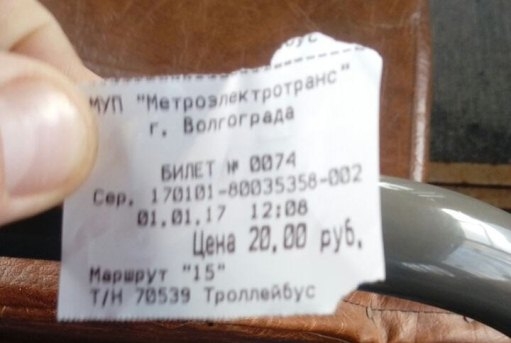 бус
МУП "Метроэлектротранс"
г. Волгограда
БИЛЕТ № 0074
Сер. 170101-80035358-002
01.01.17 12:08
Цена 20.00 руб.
Маршрут "15"
Т/Н 70539 Троллейбус